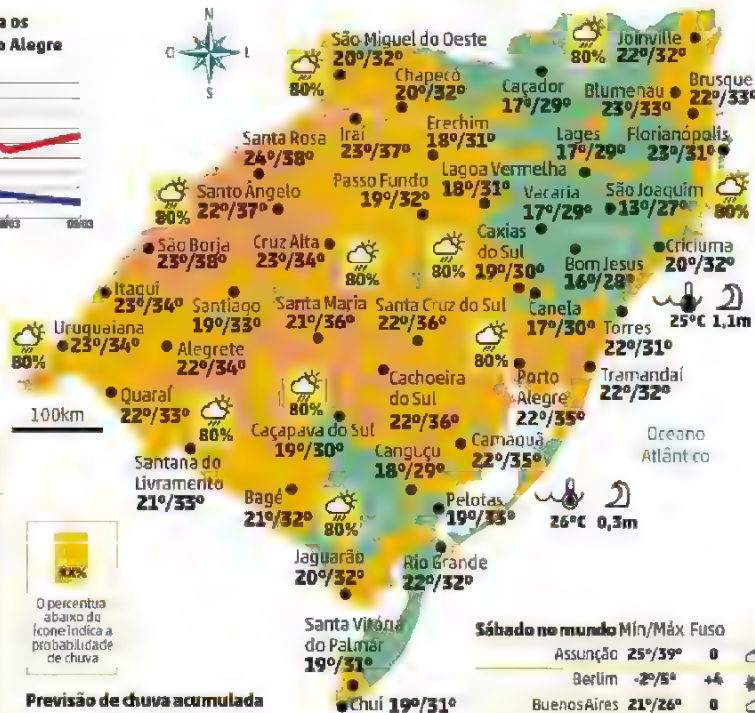 a os
o Alegre
N
O
L
S
São Miguel do Oeste
20º/32º
80%
Chapecó
20º/32º
Caçador
17º/29º
80%
Joinville
22º/32º
Blumenau
23º/33º
Brusque
22º/33º
Santa Rosa
24º/38º
Iraí
23º/37º
Erechim
18º/31º
Lages
17º/29º
Florianópolis
23º/31º
80%
Santo Ângelo
22º/37º
80%
Passo Fundo
19º/32º
Lagoa Vermelha
18º/31º
Vacaria
17º/29º
São Joaquim
13º/27º
São Borja
23º/38º
Cruz Alta
23º/34º
80%
80%
Caxias
do Sul
19º/30º
Bom Jesus
16º/28º
Criciuma
20º/32º
Itaqui
23º/34º
Santiago
19º/33º
Santa Maria
21º/36º
Santa Cruz do Sul
22º/36º
Canela
17º/30º
25ºC 1,1m
Torres
22º/31º
Uruguaiana
23º/34º
80%
Alegrete
22º/34º
80%
Cachoeira
do Sul
22º/36º
Porto
Alegre
22º/35º
Tramandaí
22º/32º
Quaraí
22º/33º
100km
80%
80%
Caçapava do Sul
19º/30º
Canguçu
18º/29º
Camaquã
22º/35º
Oceano
Atlânt co
Santana do
Livramento
21º/33º
Bagé
21º/32º
80%
Pelotas
19º/33º
26ºC 0,3m
Jaguarão
20º/32º
Rio Grande
22º/32º
XX%
O percentua
abaixo do
ícone indica a
probabilidade
de chuva
Santa Vitória
do Palmar
19º/31º
Chuí 19º/31º
Sábado no mundo Mín/Máx Fuso
Assunção 25º/39º 0
Berlim -2º/5º +4
Buenos Aires 21º/26º 0
Previsão de chuva acumulada